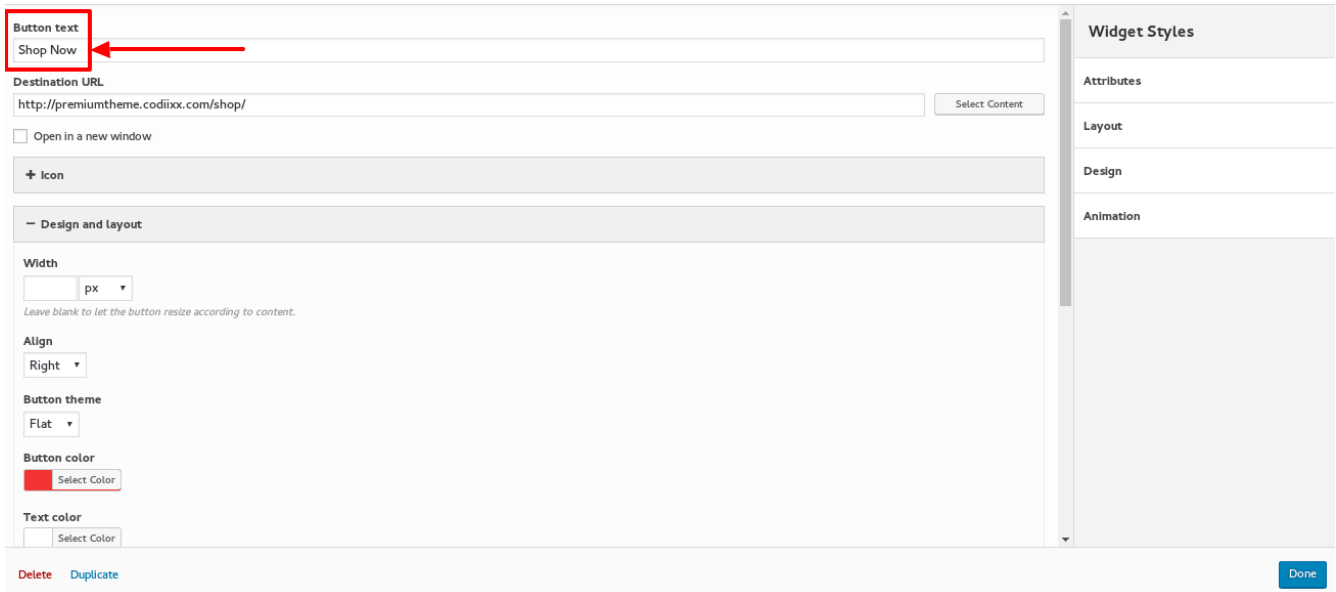 Button text
Shop Now
Destination URL
http://premiumtheme.codiixx.com/shop/
Select Content
Open in a new window
Icon
Design and layout
Width
px
Leave blank to let the button resize according to content.
Align
Right
Button theme
Flat
Button color
Select Color
Text color
Select Color
Widget Styles
Attributes
Layout
Design
Animation
Delete Duplicate
Done